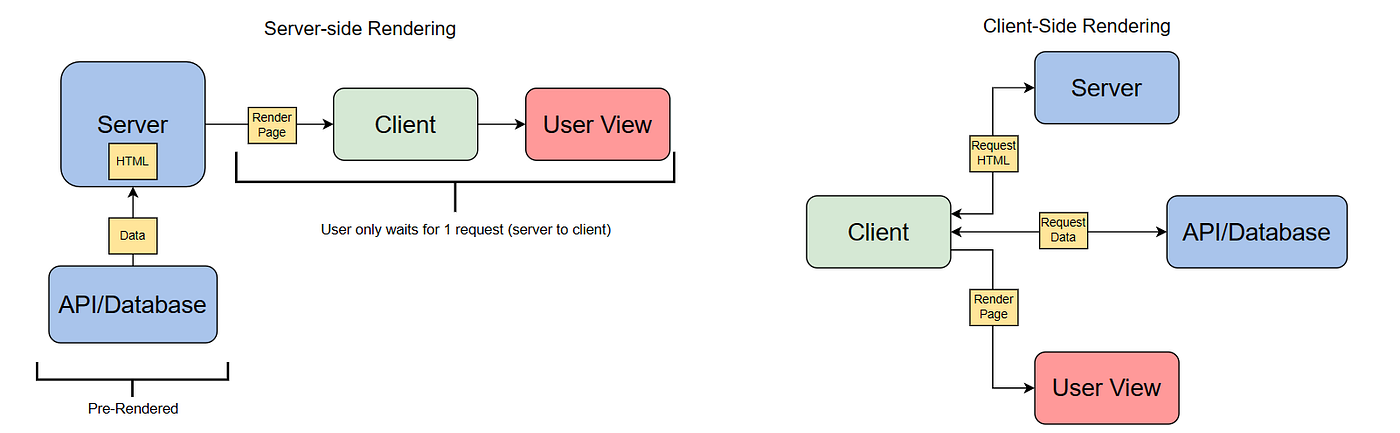 Server-side Rendering
Server
HTML
Render
Page
Client
User View
User only waits for 1 request (server to client)
Data
API/Database
Pre-Rendered
Client-Side Rendering
Server
Request
HTML
Client
Request
Data
API/Database
Render
Page
User View